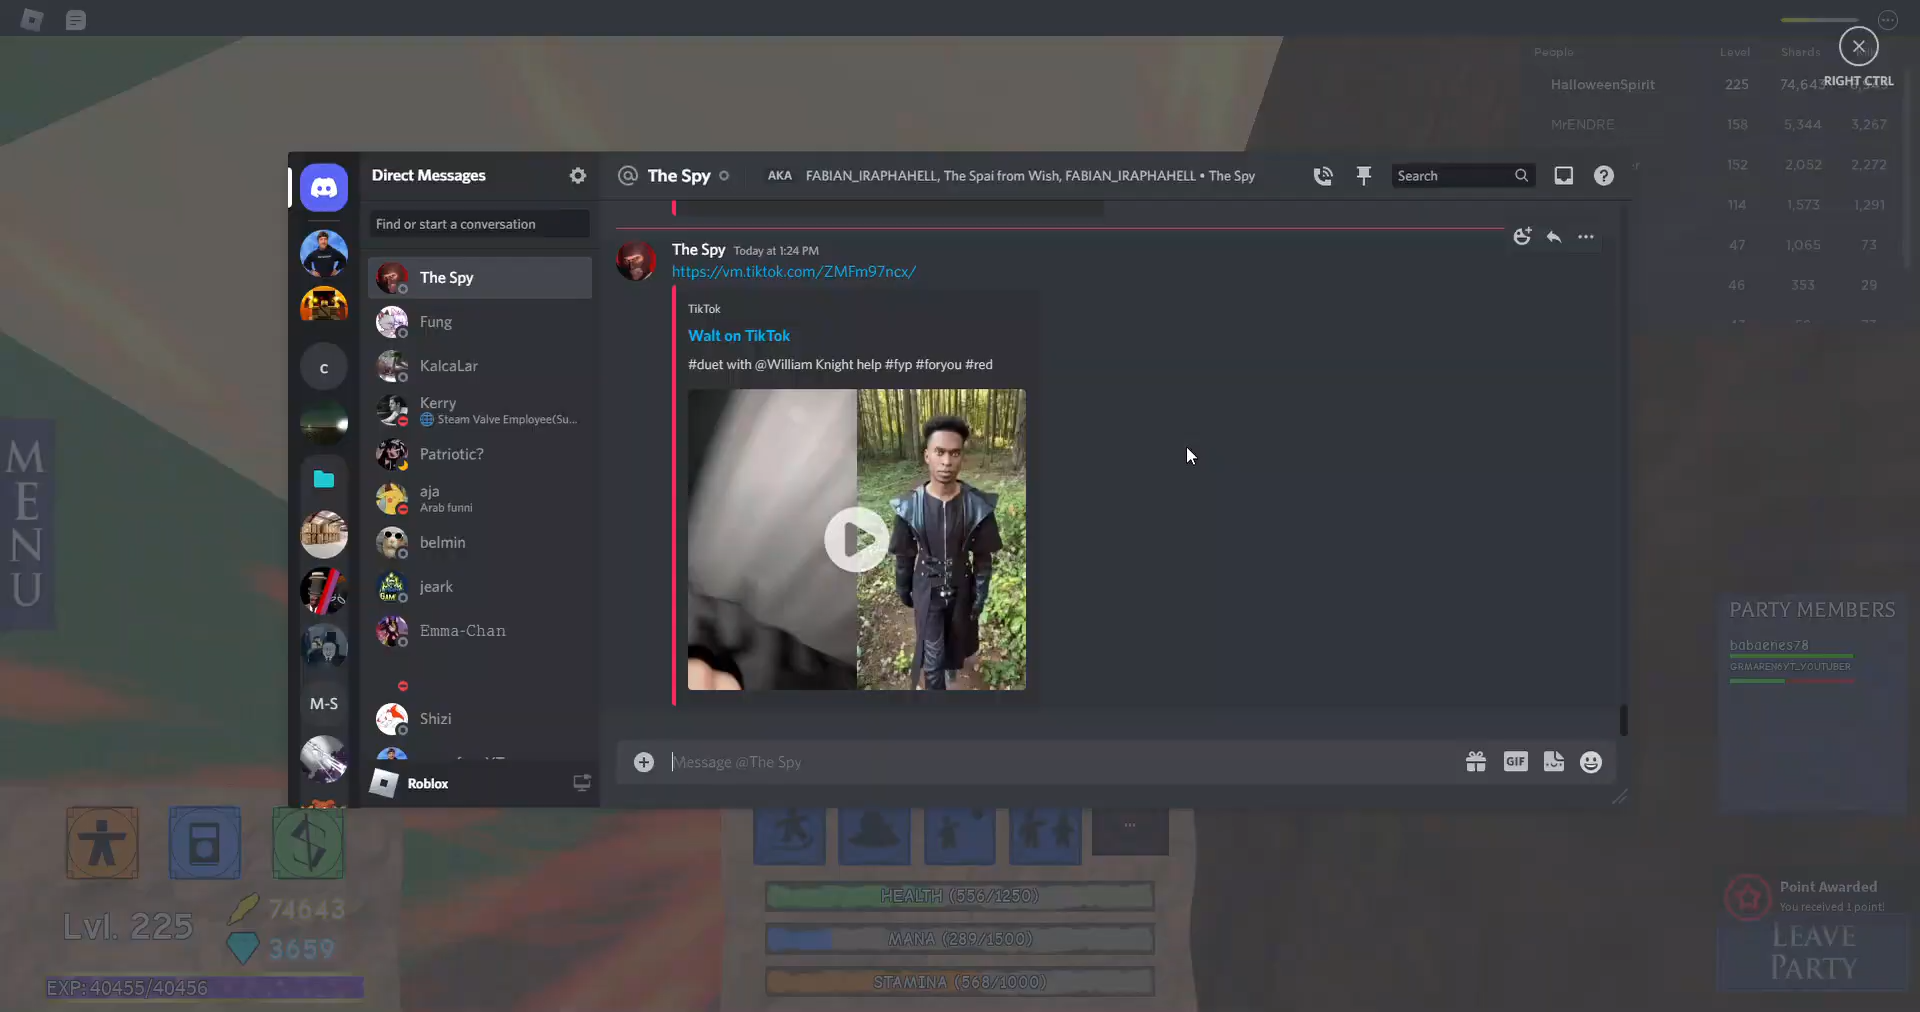 People Level Shards
RIGHT CTRL
HalloweenSpirit 225 74,643
MrENDRE 158 5,344 3,267
152 2,052 2,272
114 1,573 1,291
47 1,065 73
46 353 29
Direct Messages
Find or start a conversation
The Spy
Fung
KalcaLar
Kerry
Steam Valve Employee(Su...
Patriotic?
aja
Arab funni
belmin
jeark
Emma-Chan
Shizi
Roblox
C
M-S
The Spy AKA FABIAN_IRAPHAHELL, The Spai from Wish, FABIAN_IRAPHAHELL • The Spy
Search
The Spy Today at 1:24 PM
https://vm.tiktok.com/ZMFm97ncx/
TikTok
Walt on TikTok
#duet with @William Knight help #fyp #foryou #red
Message @The Spy
GIF
MENU
PARTY MEMBERS
babaenes78
GRMAREN6YT_YOUTUBER
Point Awarded
You received 1 point!
LEAVE
PARTY
Lvl. 225
74643
3659
EXP: 40455/40456
HEALTH (556/1250)
MANA (289/1500)
STAMINA (568/1000)